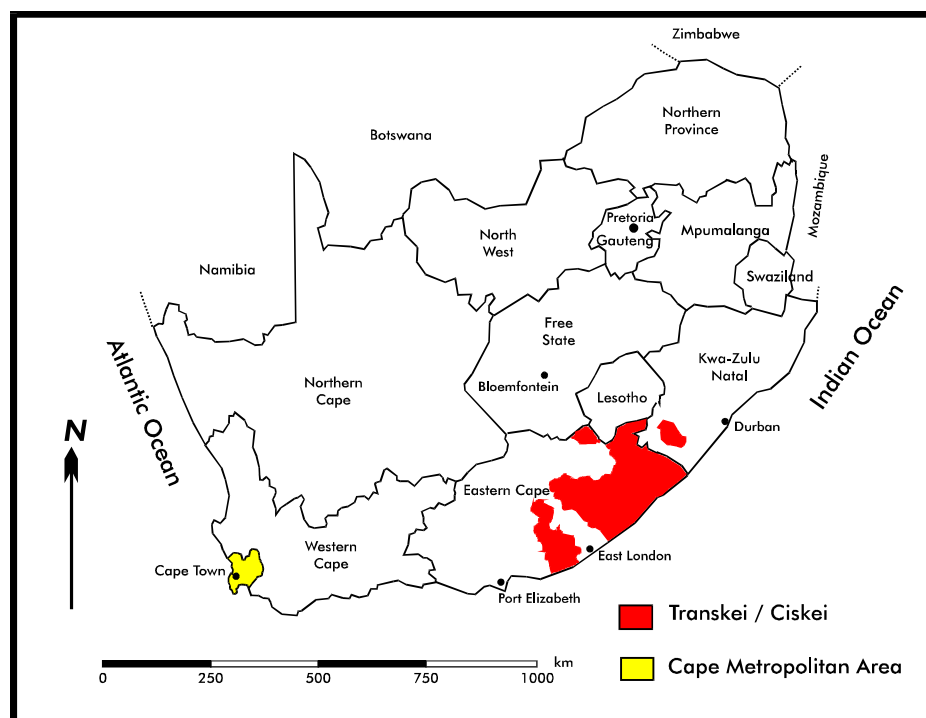 Zimbabwe
Northern
Province
Botswana
Mozambique
Pretoria
Gauteng
Mpumalanga
North
West
Namibia
Swaziland
Indian Ocean
Atlantic Ocean
Free
State
Kwa-Zulu
Natal
Northern
Cape
Bloemfontein
Lesotho
Durban
N
Eastern Cape
Western
Cape
East London
Cape Town
Port Elizabeth
Transkei / Ciskei
Cape Metropolitan Area
km
0 250 500 750 1000